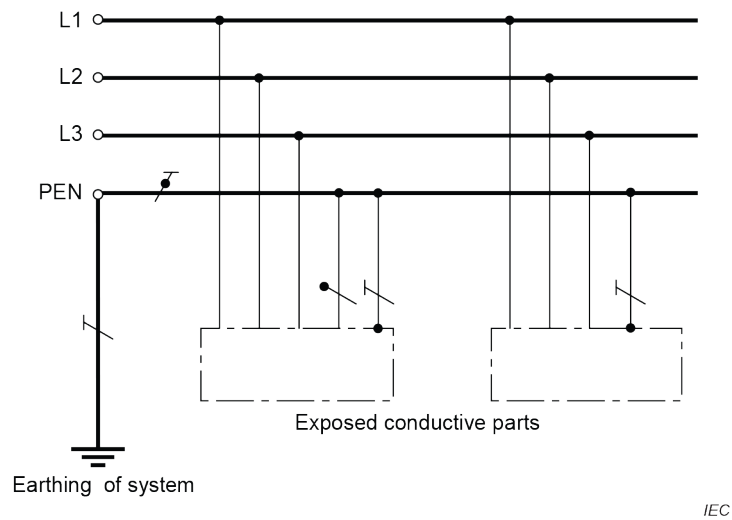 L1
L2
L3
PEN
Exposed conductive parts
Earthing of system
IEC